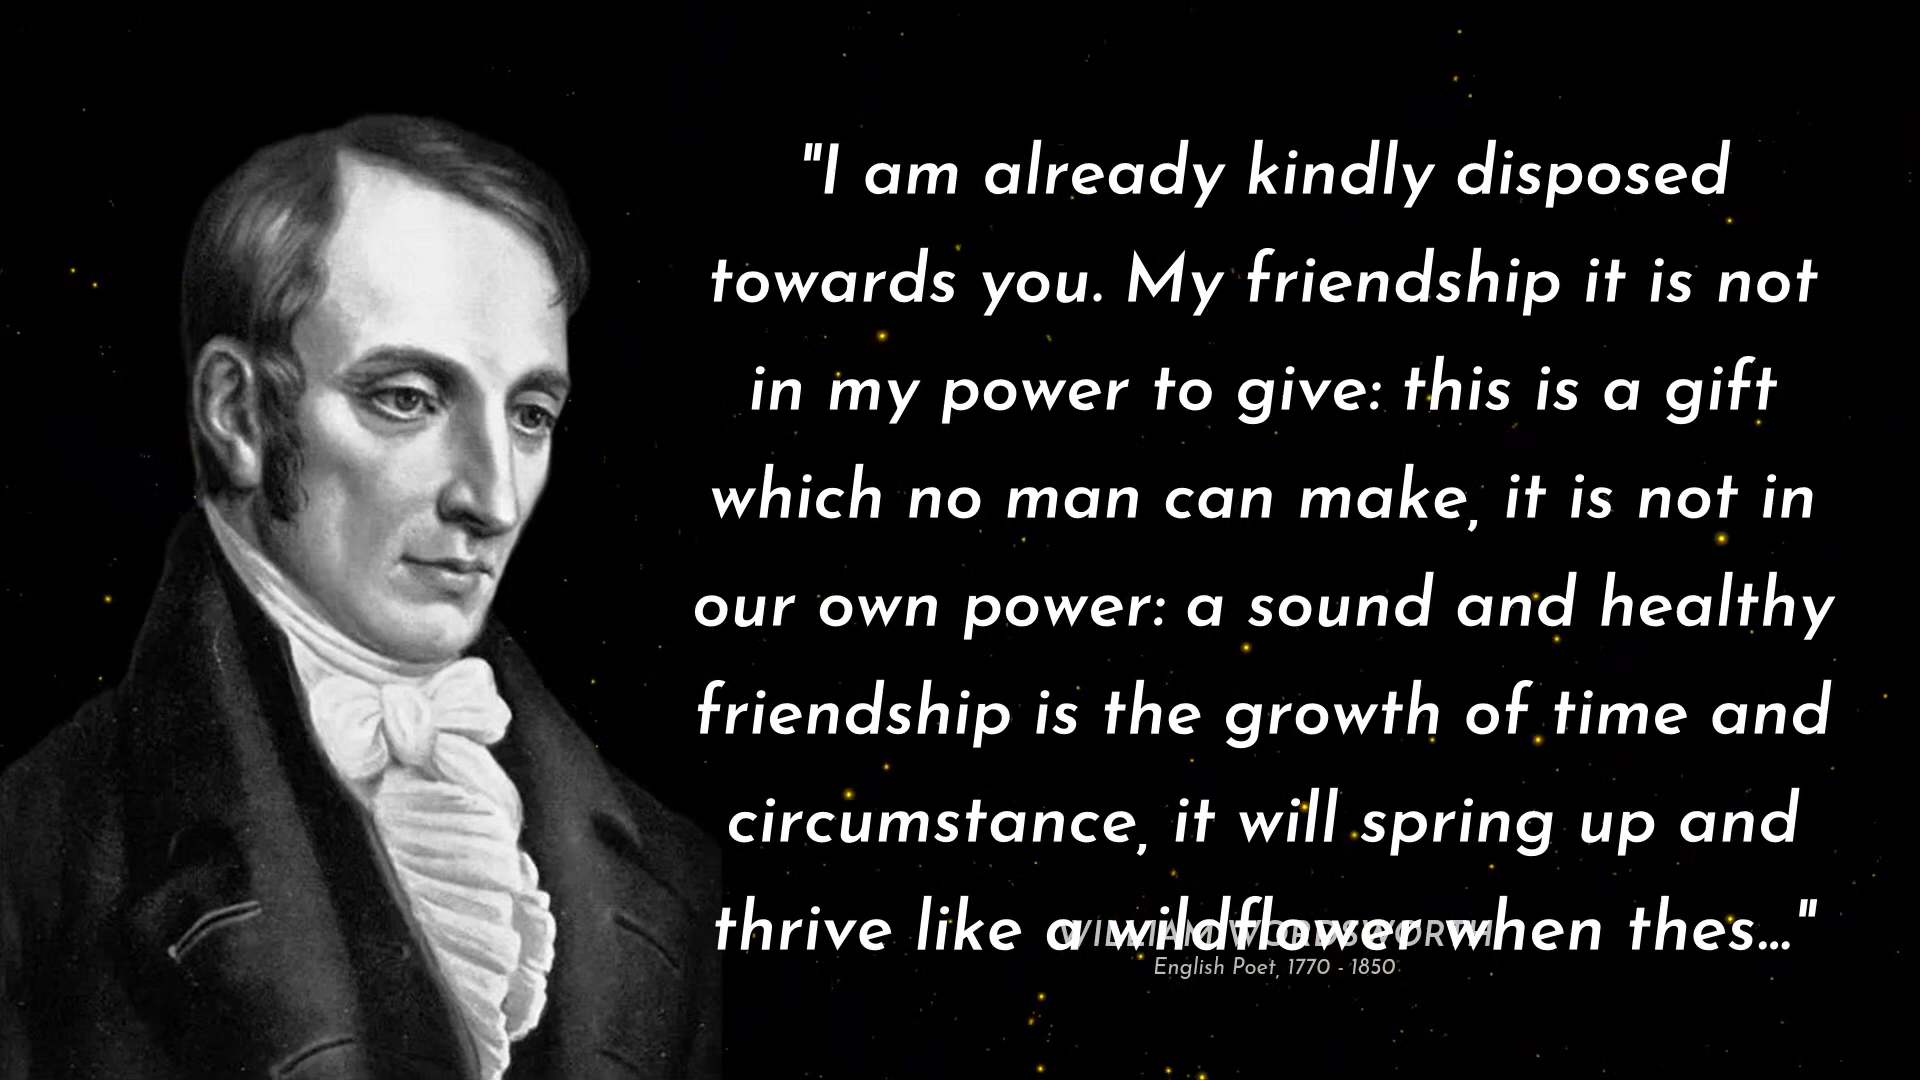 "I am already kindly disposed
towards you. My friendship it is not
in my power to give: this is a gift
which no man can make, it is not in
our own power: a sound and healthy
friendship is the growth of time and
circumstance, it will spring up and
thrive like a wildflower when thes..."
WILLIAM WORDSWORTH
English Poet, 1770 - 1850